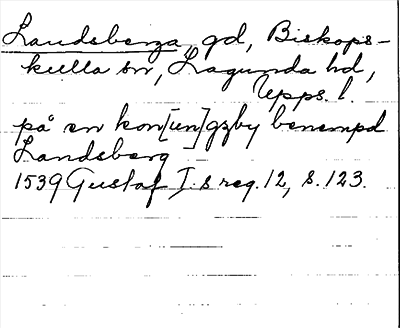 Landsberga, gd, Biskops-
kulla sn, Lagunda hd,
Upps. l.
på en kon[un]gzby benempd
Landsberg
1539 Gustaf I:s reg. 12, s. 123.